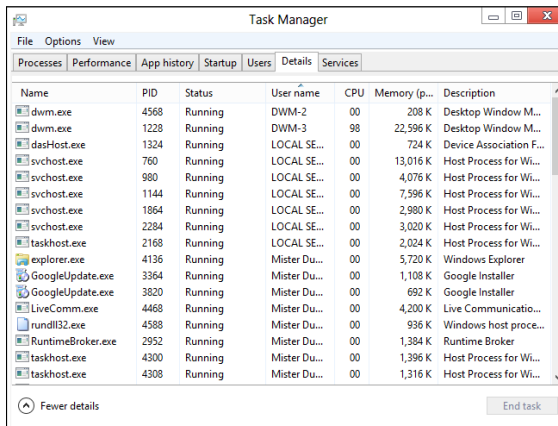 Task Manager
File Options View
Processes Performance App history Startup Users Details Services
Name PID Status User name CPU Memory (p... Description
dwm.exe 4568 Running DWM-2 00 208 K Desktop Window M...
dwm.exe 1228 Running DWM-3 98 22,596 K Desktop Window M...
dasHost.exe 1324 Running LOCAL SE... 00 724 K Device Association F...
svchost.exe 760 Running LOCAL SE... 00 13,016 K Host Process for Wi...
svchost.exe 980 Running LOCAL SE... 00 4,076 K Host Process for Wi...
svchost.exe 1144 Running LOCAL SE... 00 7,596 K Host Process for Wi...
svchost.exe 1864 Running LOCAL SE... 00 2,980 K Host Process for Wi...
svchost.exe 2284 Running LOCAL SE... 00 3,020 K Host Process for Wi...
taskhost.exe 2168 Running LOCAL SE... 00 2,024 K Host Process for Wi...
explorer.exe 4136 Running Mister Du... 00 5,720 K Windows Explorer
GoogleUpdate.exe 3364 Running Mister Du... 00 1,108 K Google Installer
GoogleUpdate.exe 3820 Running Mister Du... 00 692 K Google Installer
LiveComm.exe 4468 Running Mister Du... 00 4,200 K Live Communicatio...
rundll32.exe 4588 Running Mister Du... 00 936 K Windows host proce...
RuntimeBroker.exe 2952 Running Mister Du... 00 1,384 K Runtime Broker
taskhost.exe 4300 Running Mister Du... 00 1,396 K Host Process for Wi...
taskhost.exe 4308 Running Mister Du... 00 1,316 K Host Process for Wi...
Fewer details End task